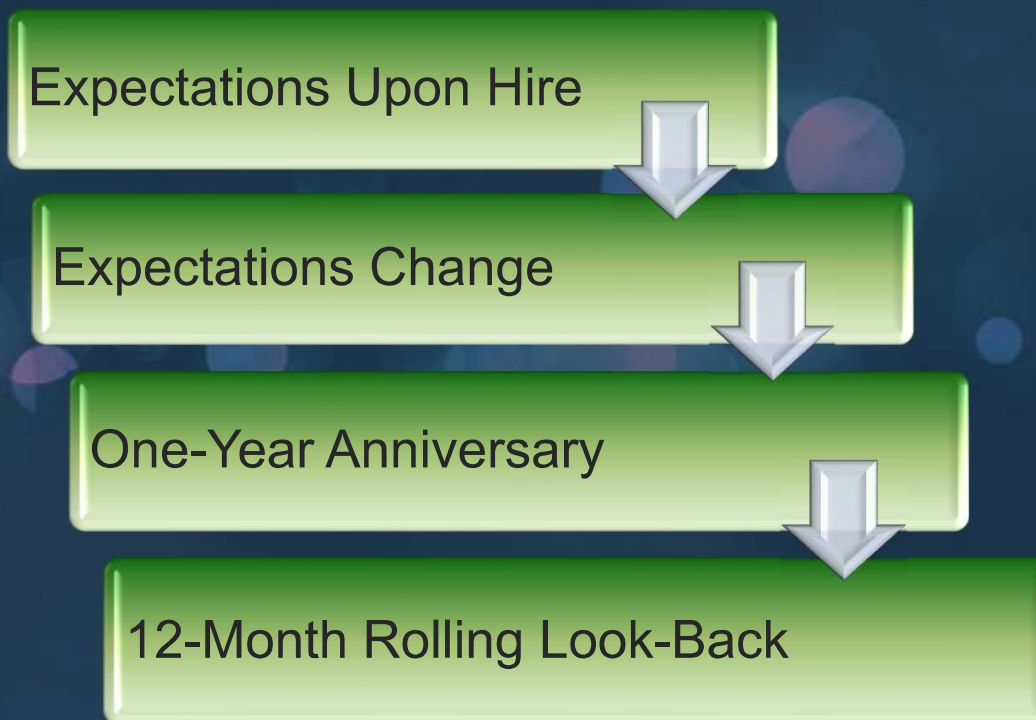 Expectations Upon Hire
Expectations Change
One-Year Anniversary
12-Month Rolling Look-Back